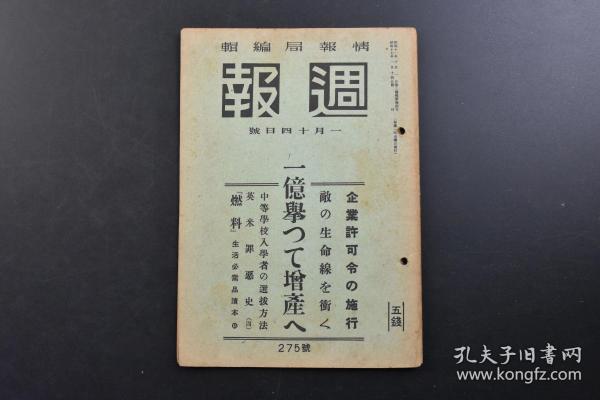 輯編局報情
報週
號日四十月一
企業許可令の施行
敵の生命線を衝く
一億擧つて增產へ
中等學校入學者の選拔方法
英米罪惡史(四)
「燃料」生活必需品讀本
五錢
275號
孔夫子旧书网
www.kongfz.com